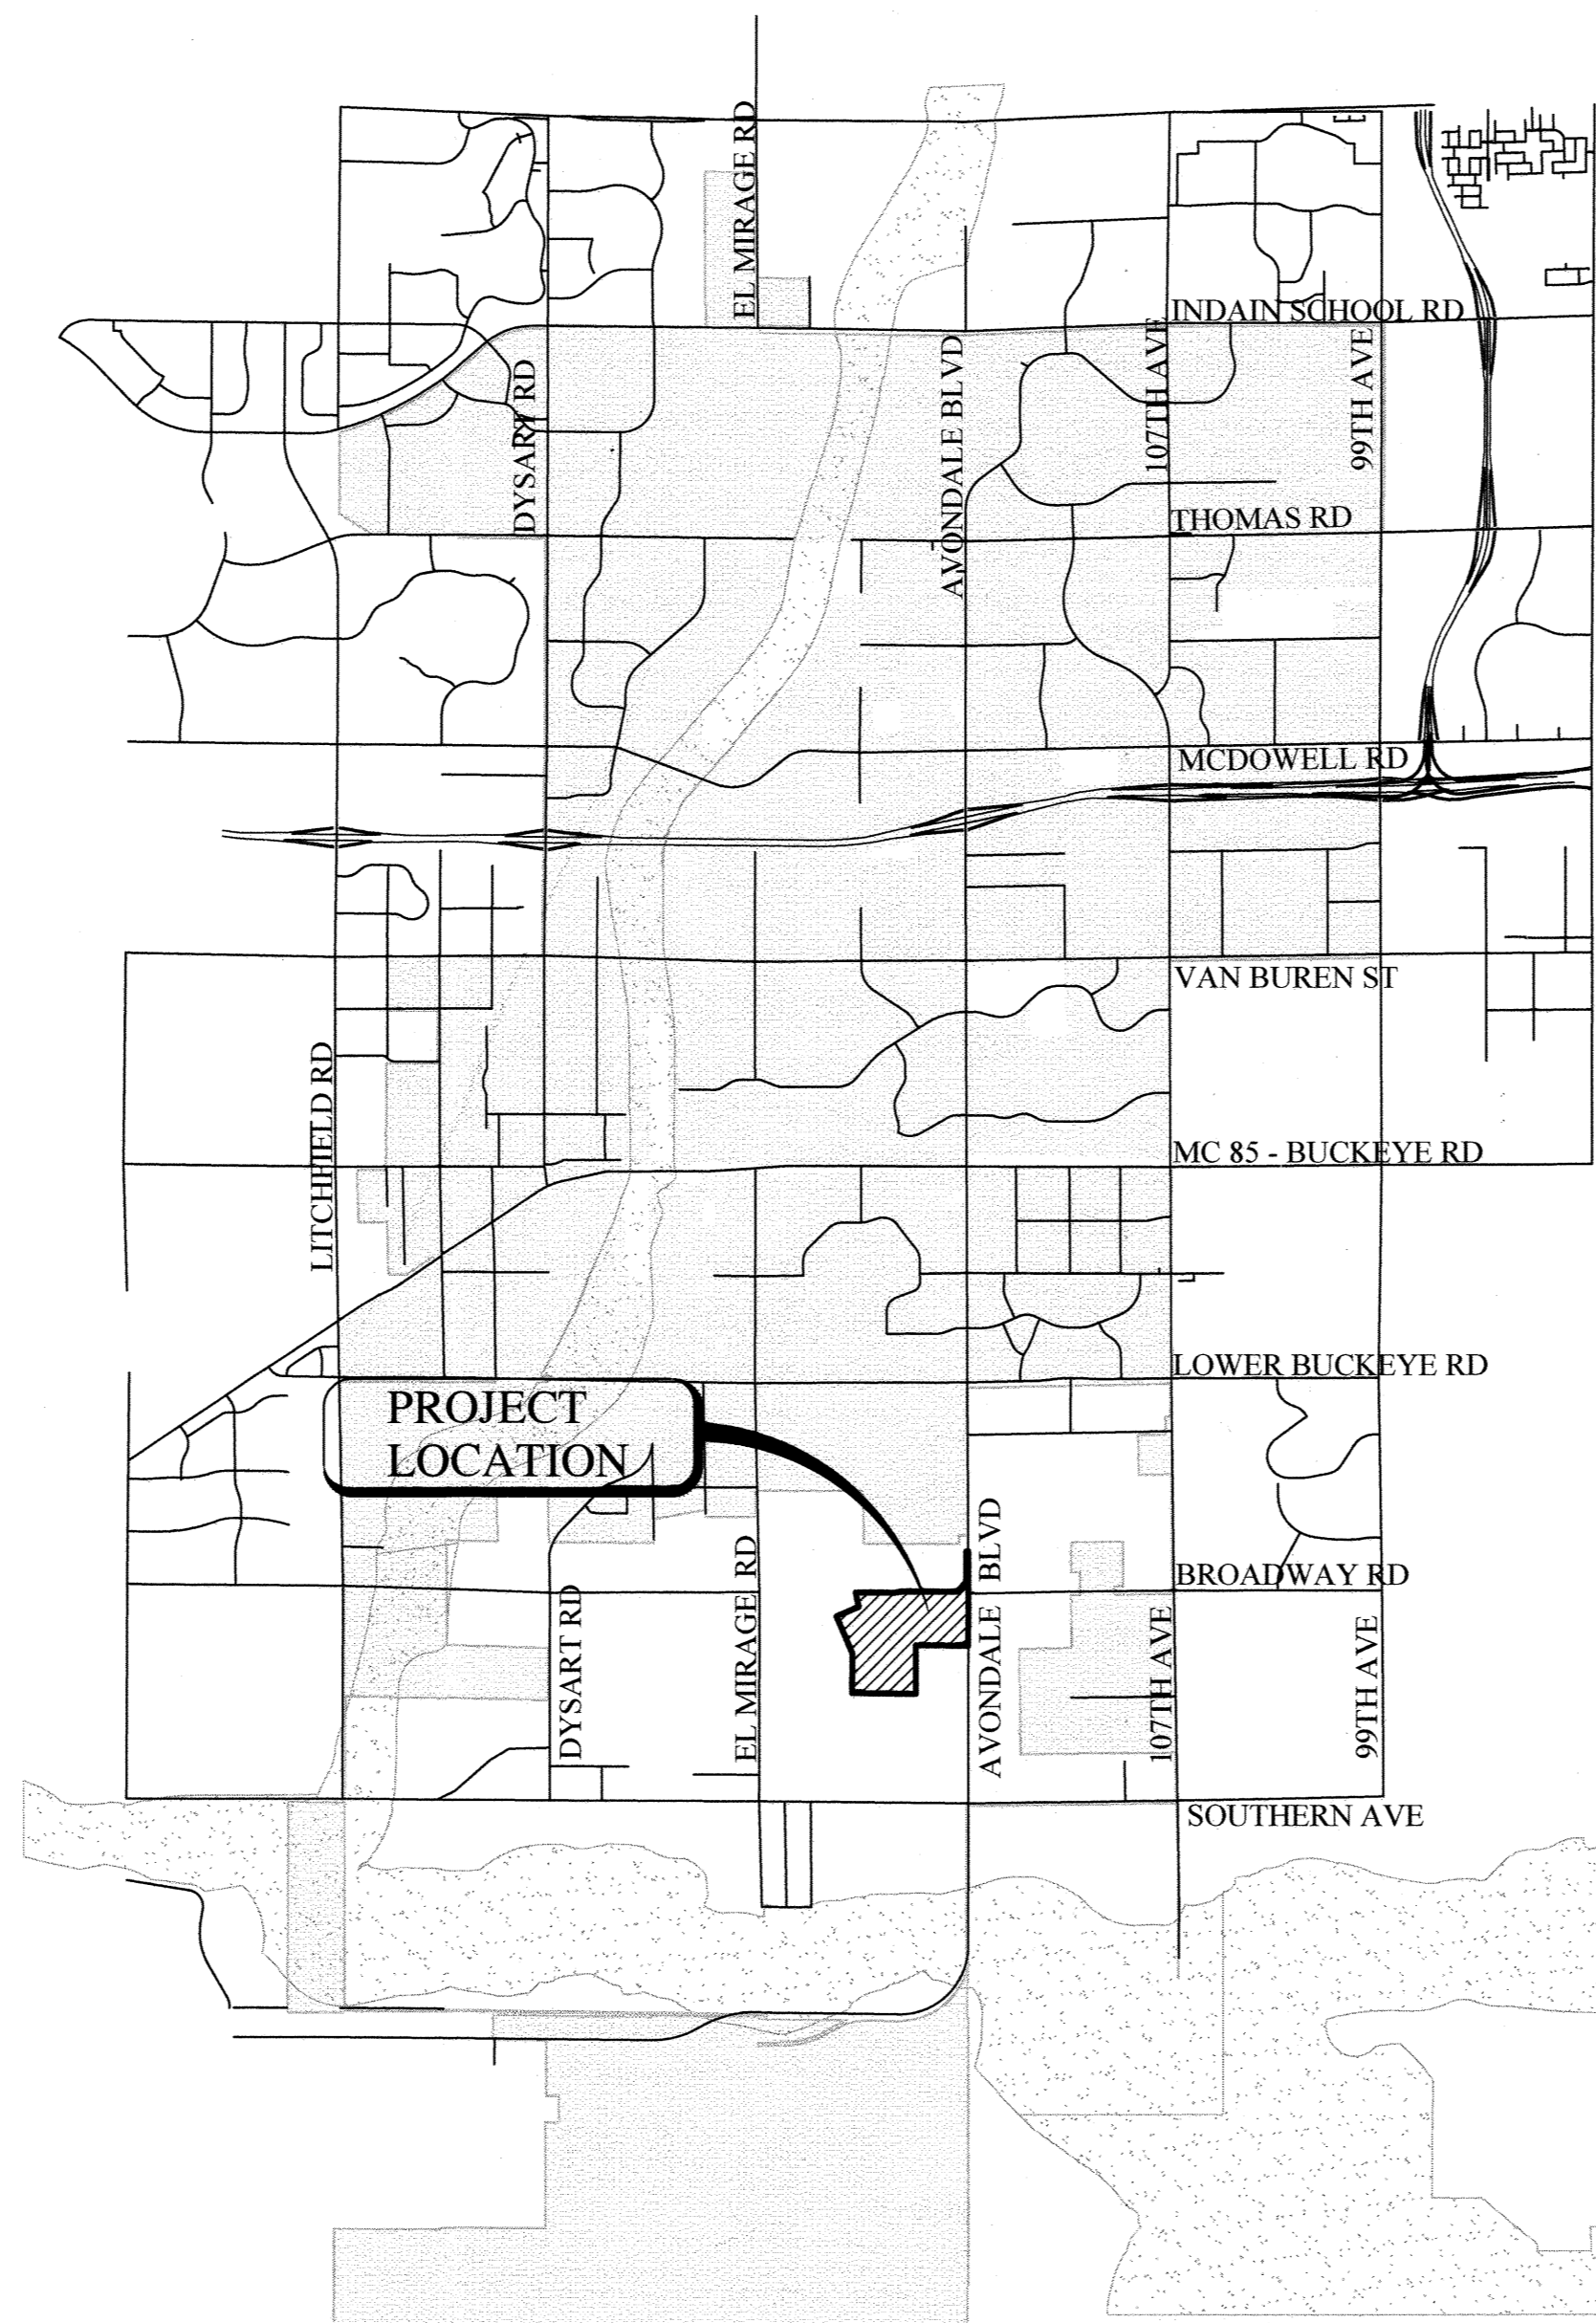 EL MIRAGE RD
INDAIN SCHOOL RD
DYSART RD
AVONDALE BLVD
107TH AVE
99TH AVE
THOMAS RD
MCDOWELL RD
VAN BUREN ST
LITCHFIELD RD
MC 85 - BUCKEYE RD
LOWER BUCKEYE RD
PROJECT
LOCATION
AVONDALE BLVD
BROADWAY RD
DYSART RD
EL MIRAGE RD
107TH AVE
99TH AVE
SOUTHERN AVE